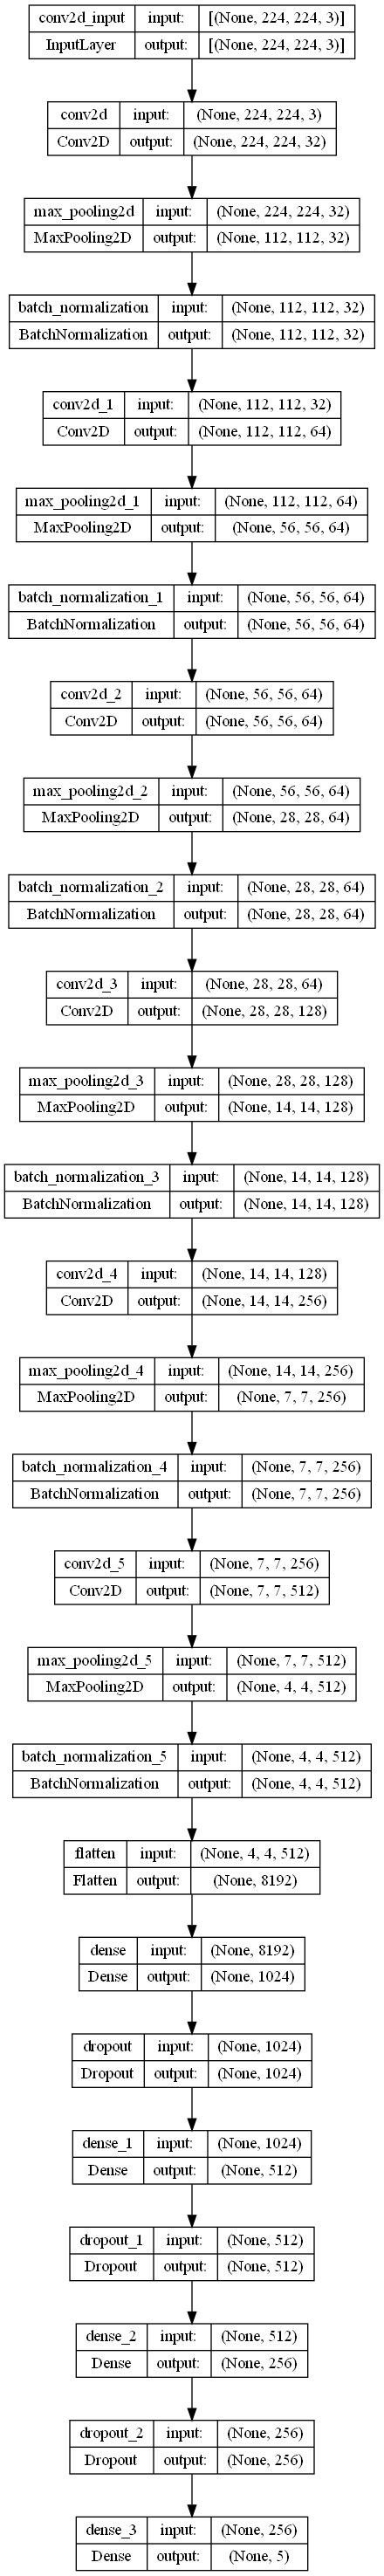 conv2d_input input: [(None, 224, 224, 3)]
InputLayer output: [(None, 224, 224, 3)]
conv2d input: (None, 224, 224, 3)
Conv2D output: (None, 224, 224, 32)
max_pooling2d input: (None, 224, 224, 32)
MaxPooling2D output: (None, 112, 112, 32)
batch_normalization input: (None, 112, 112, 32)
BatchNormalization output: (None, 112, 112, 32)
conv2d_1 input: (None, 112, 112, 32)
Conv2D output: (None, 112, 112, 64)
max_pooling2d_1 input: (None, 112, 112, 64)
MaxPooling2D output: (None, 56, 56, 64)
batch_normalization_1 input: (None, 56, 56, 64)
BatchNormalization output: (None, 56, 56, 64)
conv2d_2 input: (None, 56, 56, 64)
Conv2D output: (None, 56, 56, 64)
max_pooling2d_2 input: (None, 56, 56, 64)
MaxPooling2D output: (None, 28, 28, 64)
batch_normalization_2 input: (None, 28, 28, 64)
BatchNormalization output: (None, 28, 28, 64)
conv2d_3 input: (None, 28, 28, 64)
Conv2D output: (None, 28, 28, 128)
max_pooling2d_3 input: (None, 28, 28, 128)
MaxPooling2D output: (None, 14, 14, 128)
batch_normalization_3 input: (None, 14, 14, 128)
BatchNormalization output: (None, 14, 14, 128)
conv2d_4 input: (None, 14, 14, 128)
Conv2D output: (None, 14, 14, 256)
max_pooling2d_4 input: (None, 14, 14, 256)
MaxPooling2D output: (None, 7, 7, 256)
batch_normalization_4 input: (None, 7, 7, 256)
BatchNormalization output: (None, 7, 7, 256)
conv2d_5 input: (None, 7, 7, 256)
Conv2D output: (None, 7, 7, 512)
max_pooling2d_5 input: (None, 7, 7, 512)
MaxPooling2D output: (None, 4, 4, 512)
batch_normalization_5 input: (None, 4, 4, 512)
BatchNormalization output: (None, 4, 4, 512)
flatten input: (None, 4, 4, 512)
Flatten output: (None, 8192)
dense input: (None, 8192)
Dense output: (None, 1024)
dropout input: (None, 1024)
Dropout output: (None, 1024)
dense_1 input: (None, 1024)
Dense output: (None, 512)
dropout_1 input: (None, 512)
Dropout output: (None, 512)
dense_2 input: (None, 512)
Dense output: (None, 256)
dropout_2 input: (None, 256)
Dropout output: (None, 256)
dense_3 input: (None, 256)
Dense output: (None, 5)